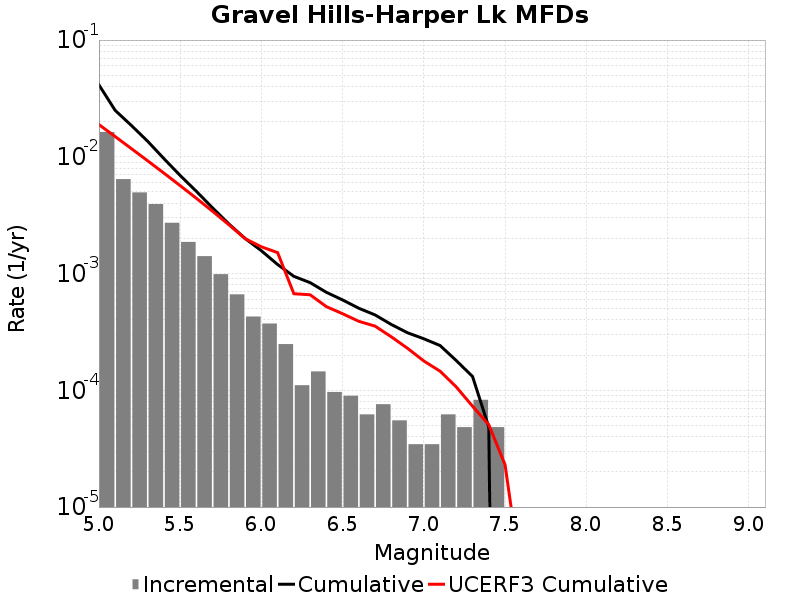 Gravel Hills-Harper Lk MFDs
10-1
10-2
10-3
10-4
10-5
Rate (1/yr)
5.0 5.5 6.0 6.5 7.0 7.5 8.0 8.5 9.0
Magnitude
Incremental Cumulative UCERF3 Cumulative